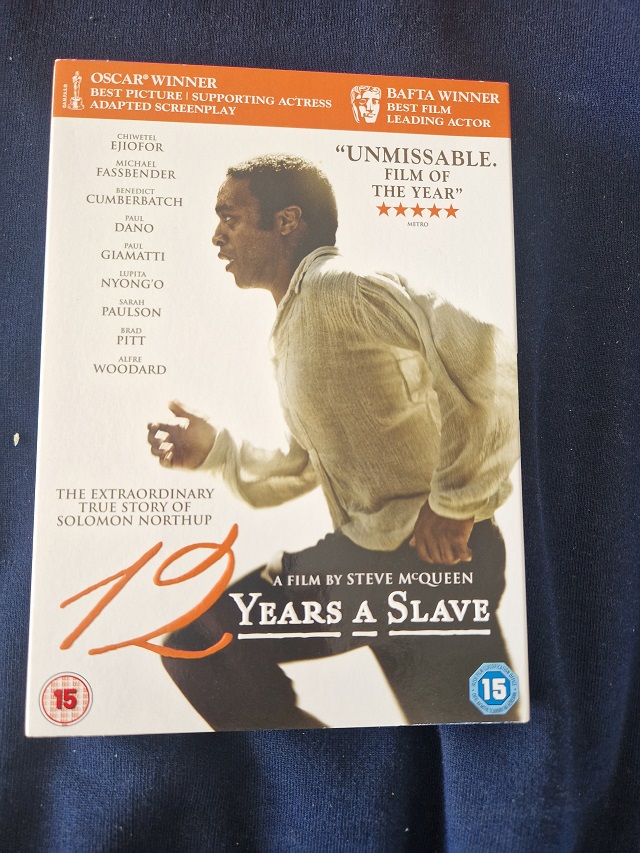 OSCAR® WINNER
BEST PICTURE | SUPPORTING ACTRESS
ADAPTED SCREENPLAY
BAFTA WINNER
BEST FILM
LEADING ACTOR
CHIWETEL
EJIOFOR
MICHAEL
FASSBENDER
BENEDICT
CUMBERBATCH
PAUL
DANO
PAUL
GIAMATTI
LUPITA
NYONG'O
SARAH
PAULSON
BRAD
PITT
ALFRE
WOODARD
“UNMISSABLE.
FILM OF
THE YEAR”
METRO
THE EXTRAORDINARY
TRUE STORY OF
SOLOMON NORTHUP
A FILM BY STEVE McQUEEN
12 YEARS A SLAVE
15
15